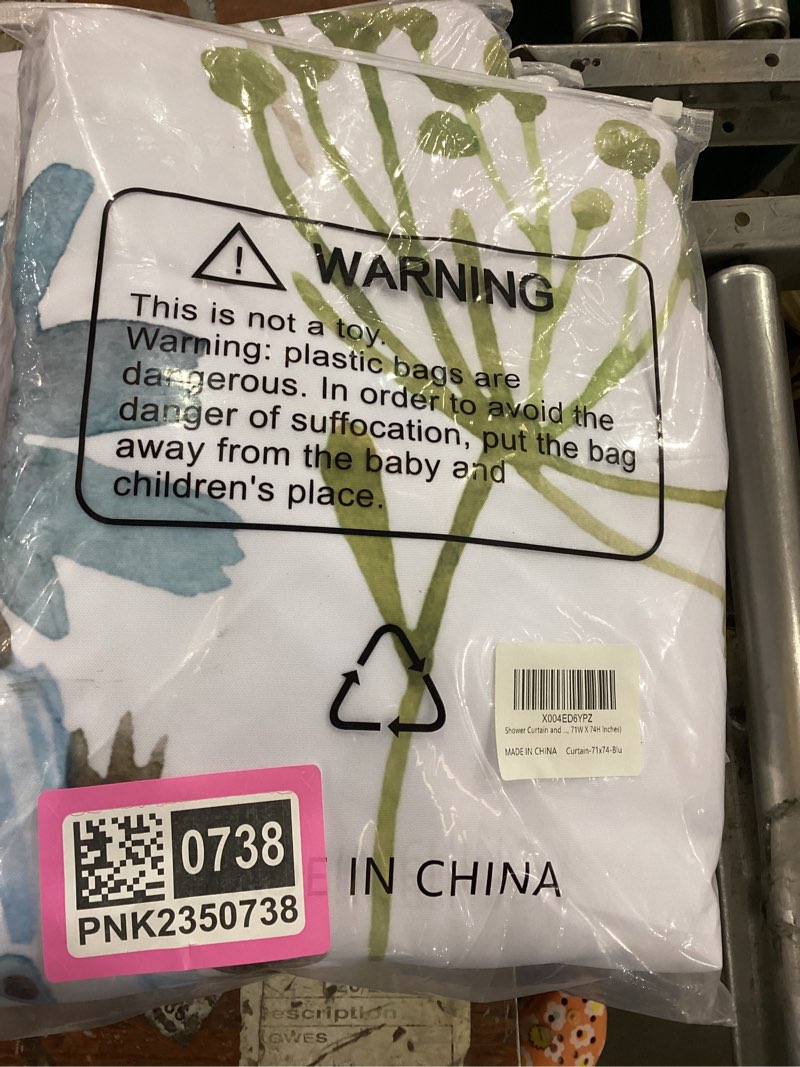 WARNING
This is not a toy.
Warning: plastic bags are
dangerous. In order to avoid the
danger of suffocation, put the bag
away from the baby and
children's place.
X004ED6YPZ
Shower Curtain and ..., 71W X 74H Inches)
MADE IN CHINA Curtain-71x74-Blu
0738
PNK2350738
E IN CHINA
escription
OWES